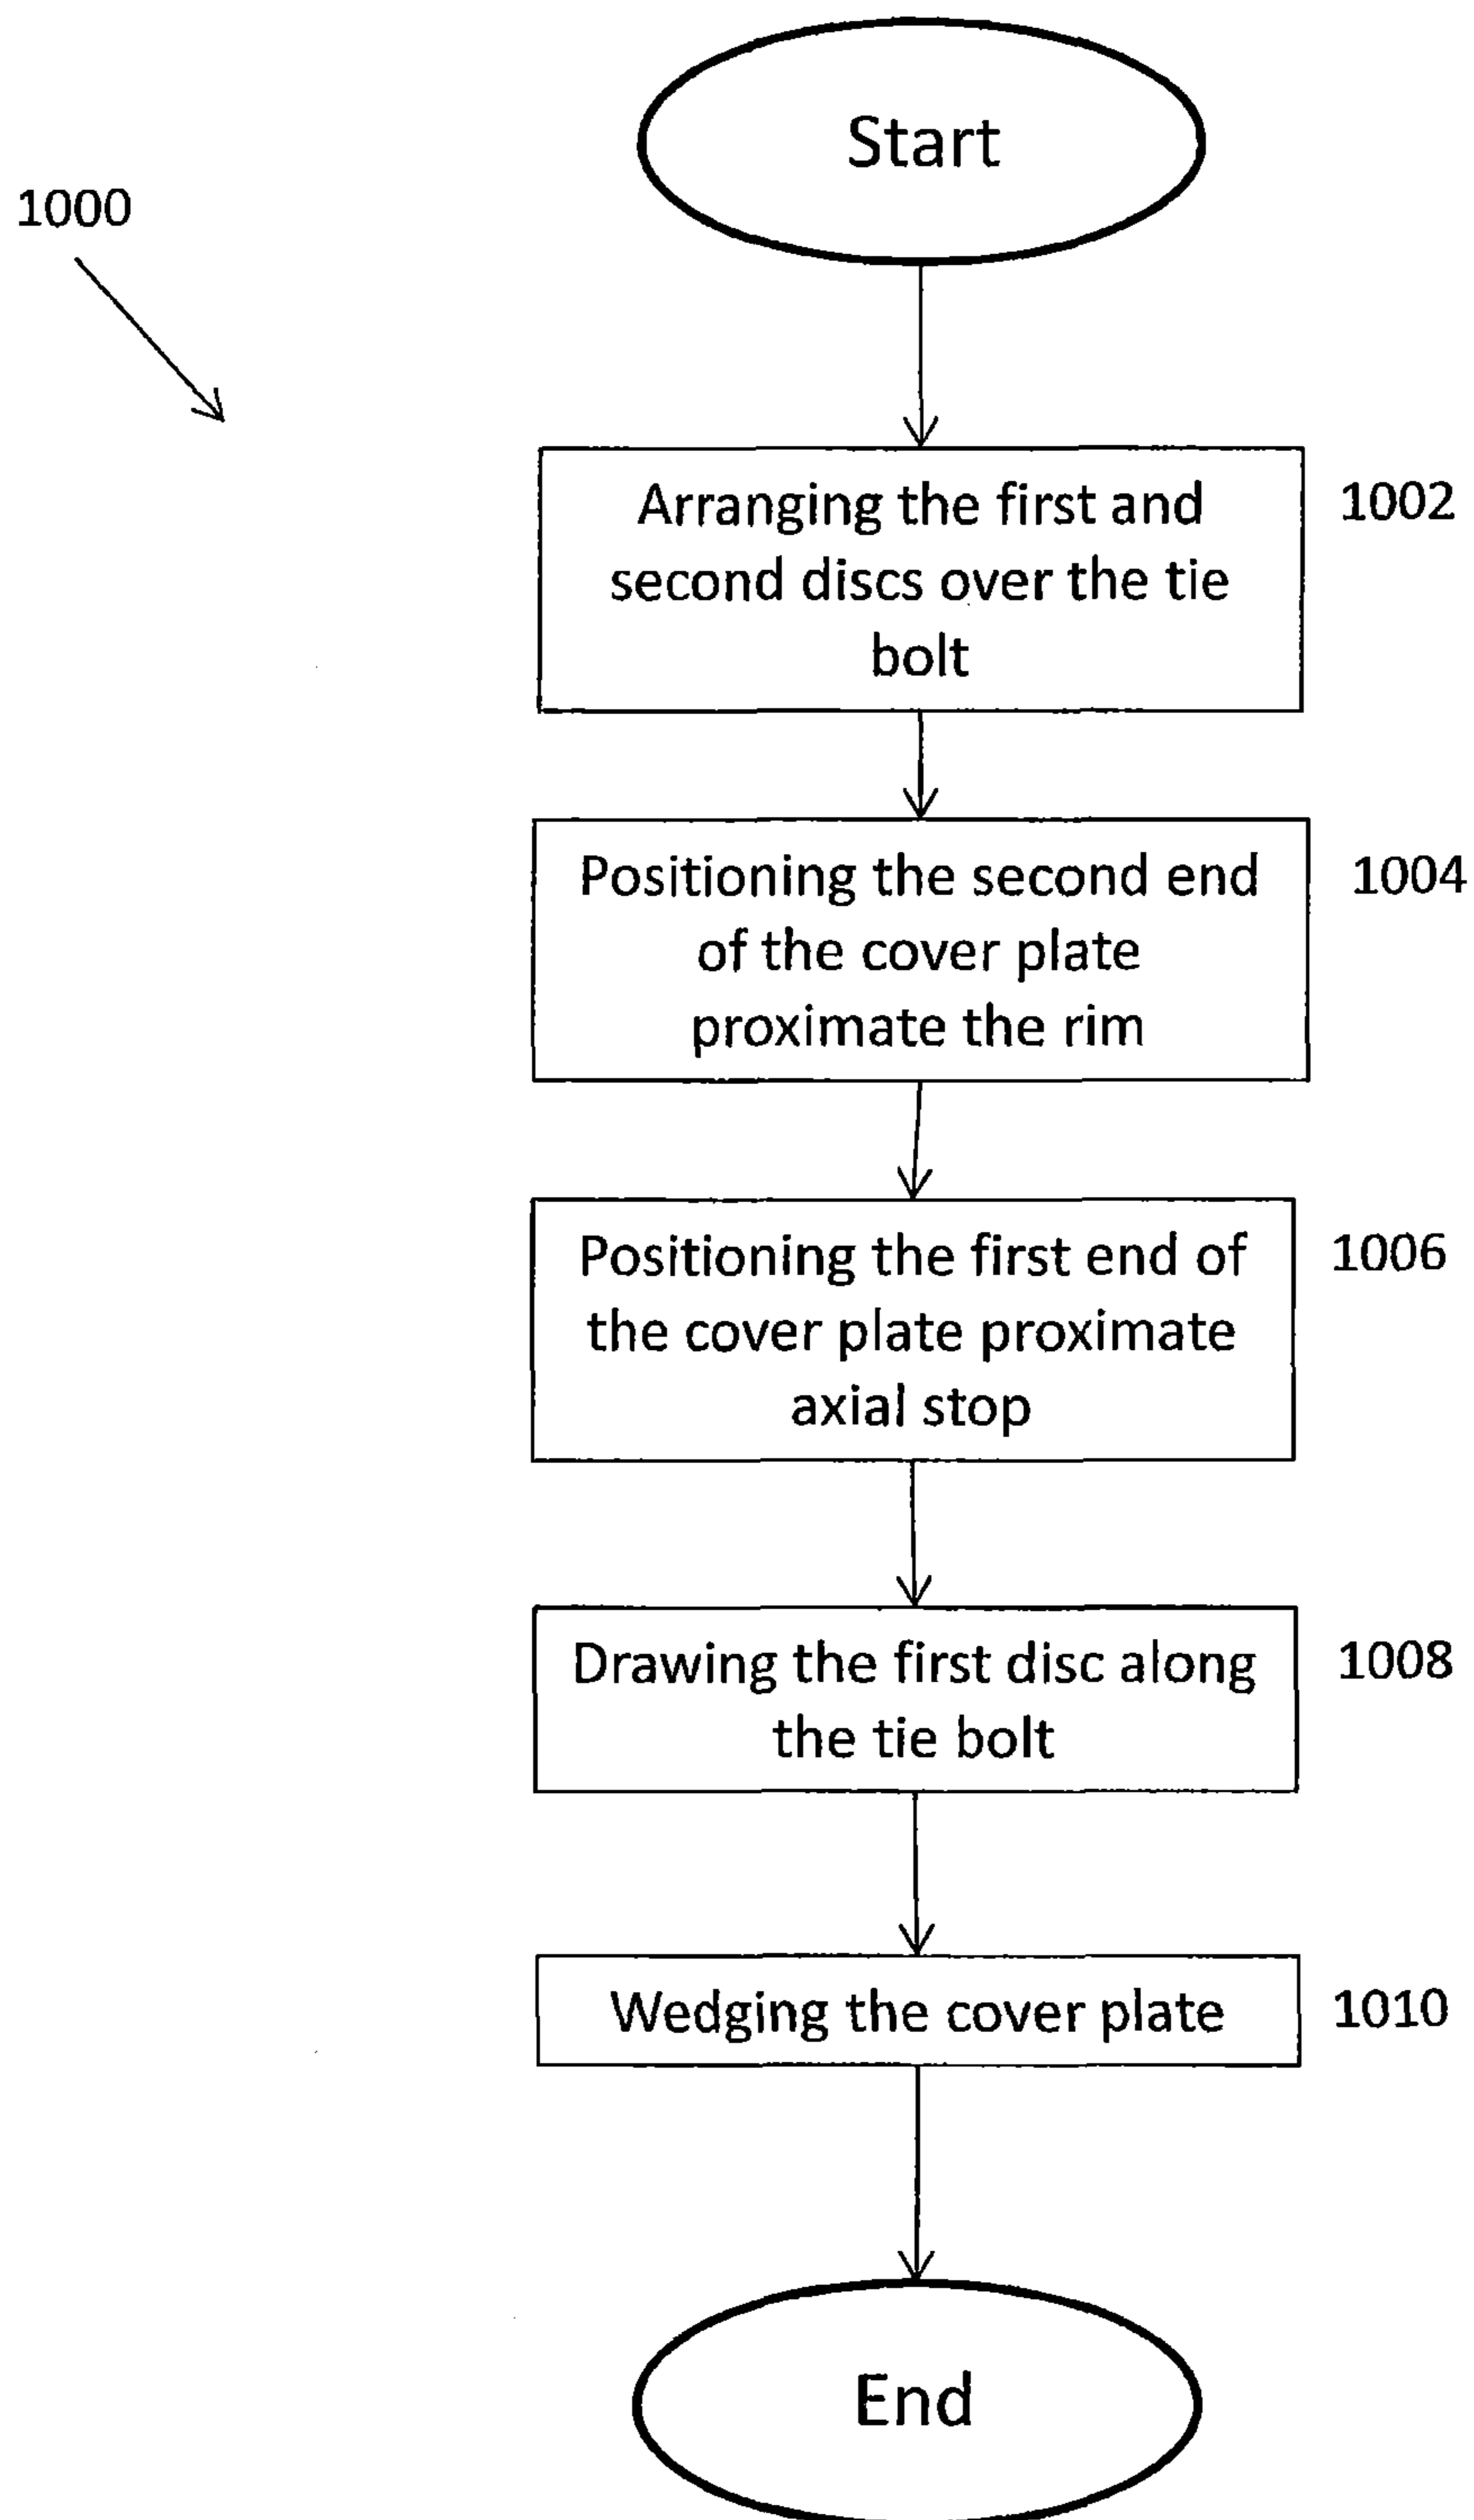 Start
1000
Arranging the first and
second discs over the tie
bolt
1002
Positioning the second end
of the cover plate
proximate the rim
1004
Positioning the first end of
the cover plate proximate
axial stop
1006
Drawing the first disc along
the tie bolt
1008
Wedging the cover plate
1010
End